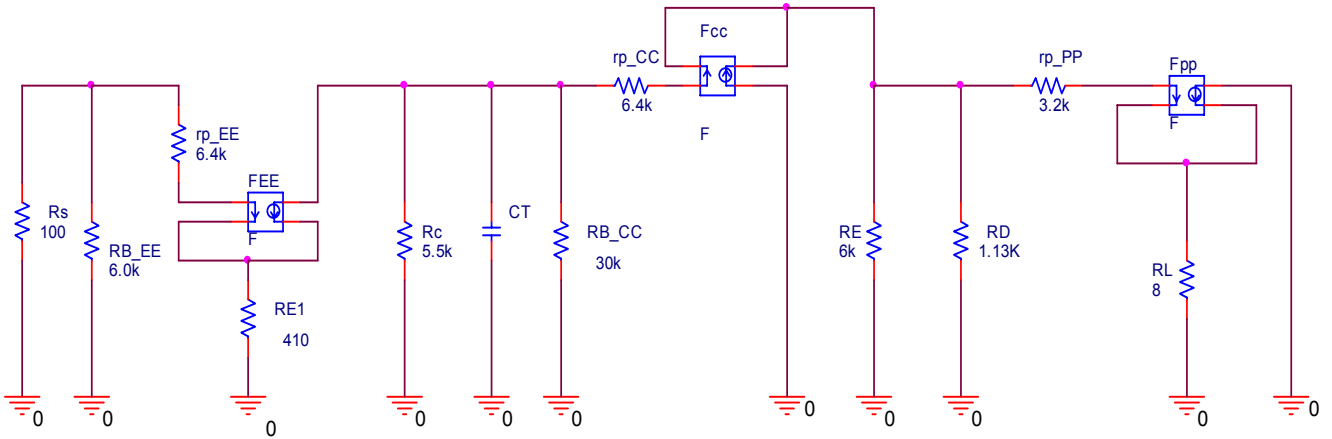 Fcc
rp_CC
6.4k
F
rp_PP
3.2k
Fpp
F
rp_EE
6.4k
FEE
F
Rs
100
RB_EE
6.0k
RE1
410
Rc
5.5k
CT
RB_CC
30k
RE
6k
RD
1.13K
RL
8
0
0
0
0
0
0
0
0
0
0
0